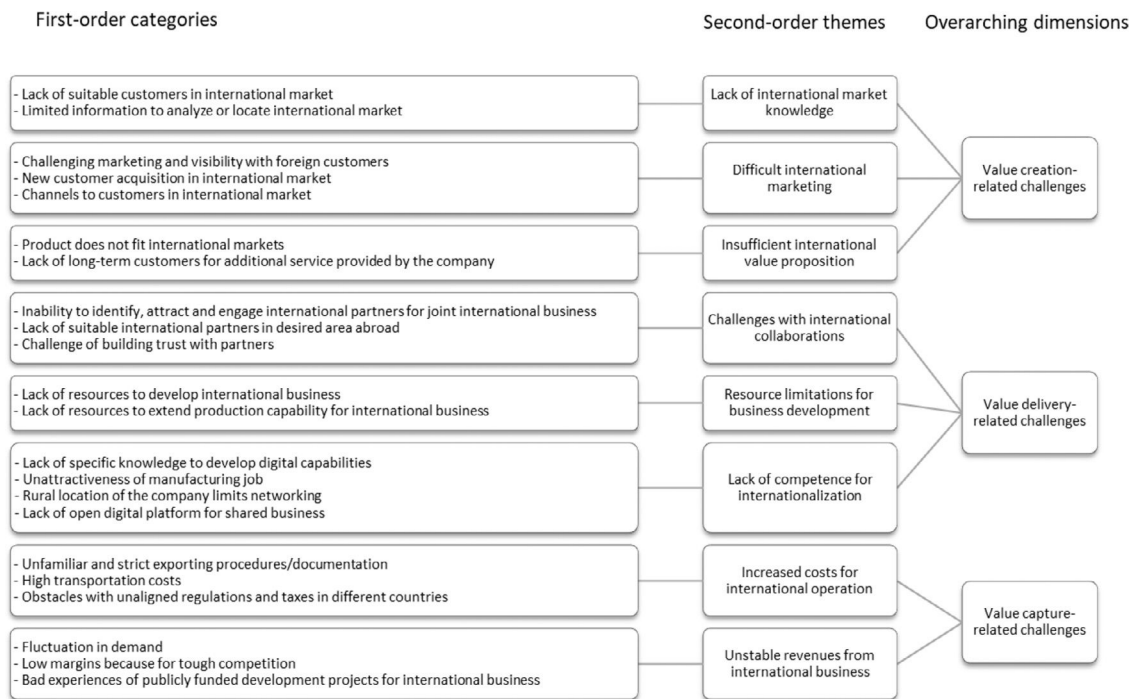 First-order categories
Second-order themes
Overarching dimensions
- Lack of suitable customers in international market
- Limited information to analyze or locate international market
Lack of international market
knowledge
- Challenging marketing and visibility with foreign customers
- New customer acquisition in international market
- Channels to customers in international market
Difficult international
marketing
Value creation-
related challenges
- Product does not fit international markets
- Lack of long-term customers for additional service provided by the company
Insufficient international
value proposition
- Inability to identify, attract and engage international partners for joint international business
- Lack of suitable international partners in desired area abroad
- Challenge of building trust with partners
Challenges with international
collaborations
- Lack of resources to develop international business
- Lack of resources to extend production capability for international business
Resource limitations for
business development
Value delivery-
related challenges
- Lack of specific knowledge to develop digital capabilities
- Unattractiveness of manufacturing job
- Rural location of the company limits networking
- Lack of open digital platform for shared business
Lack of competence for
internationalization
- Unfamiliar and strict exporting procedures/documentation
- High transportation costs
- Obstacles with unaligned regulations and taxes in different countries
Increased costs for
international operation
Value capture-
related challenges
- Fluctuation in demand
- Low margins because for tough competition
- Bad experiences of publicly funded development projects for international business
Unstable revenues from
international business